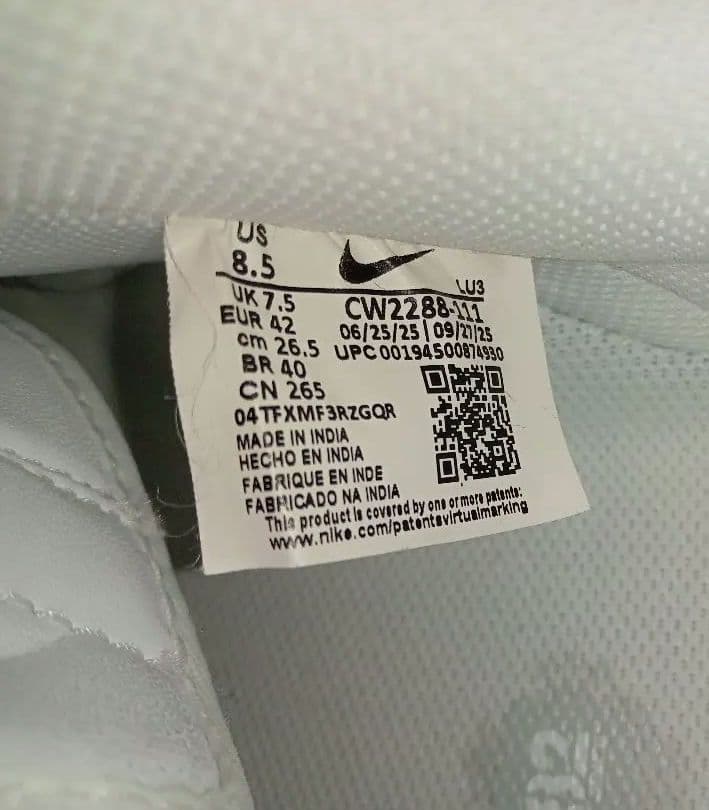 US
8.5
LU3
UK 7.5
CW2288-111
EUR 42
06/25/25 | 09/27/25
cm 26.5
UPC 00194500874930
BR 40
CN 265
04TFXMF3RZGQR
MADE IN INDIA
HECHO EN INDIA
FABRIQUE EN INDE
FABRICADO NA INDIA
This product is covered by one or more patents:
www.nike.com/patentsvirtualmarking